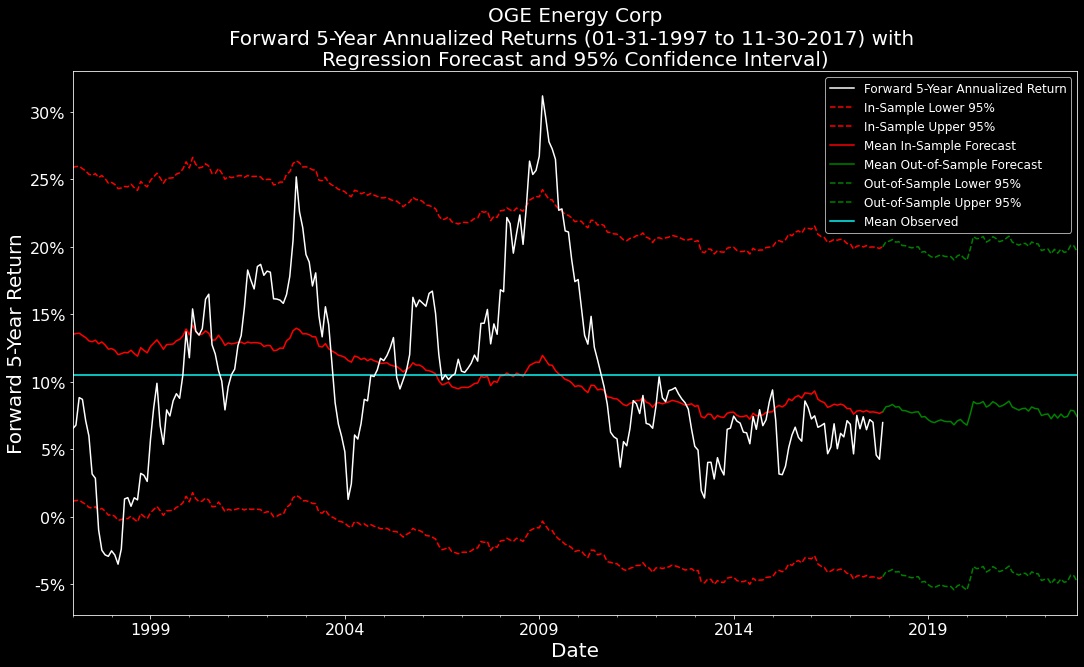 OGE Energy Corp
Forward 5-Year Annualized Returns (01-31-1997 to 11-30-2017) with
Regression Forecast and 95% Confidence Interval)
Forward 5-Year Annualized Return
In-Sample Lower 95%
In-Sample Upper 95%
Mean In-Sample Forecast
Mean Out-of-Sample Forecast
Out-of-Sample Lower 95%
Out-of-Sample Upper 95%
Mean Observed
Forward 5-Year Return
30%
25%
20%
15%
10%
5%
0%
-5%
1999
2004
2009
2014
2019
Date